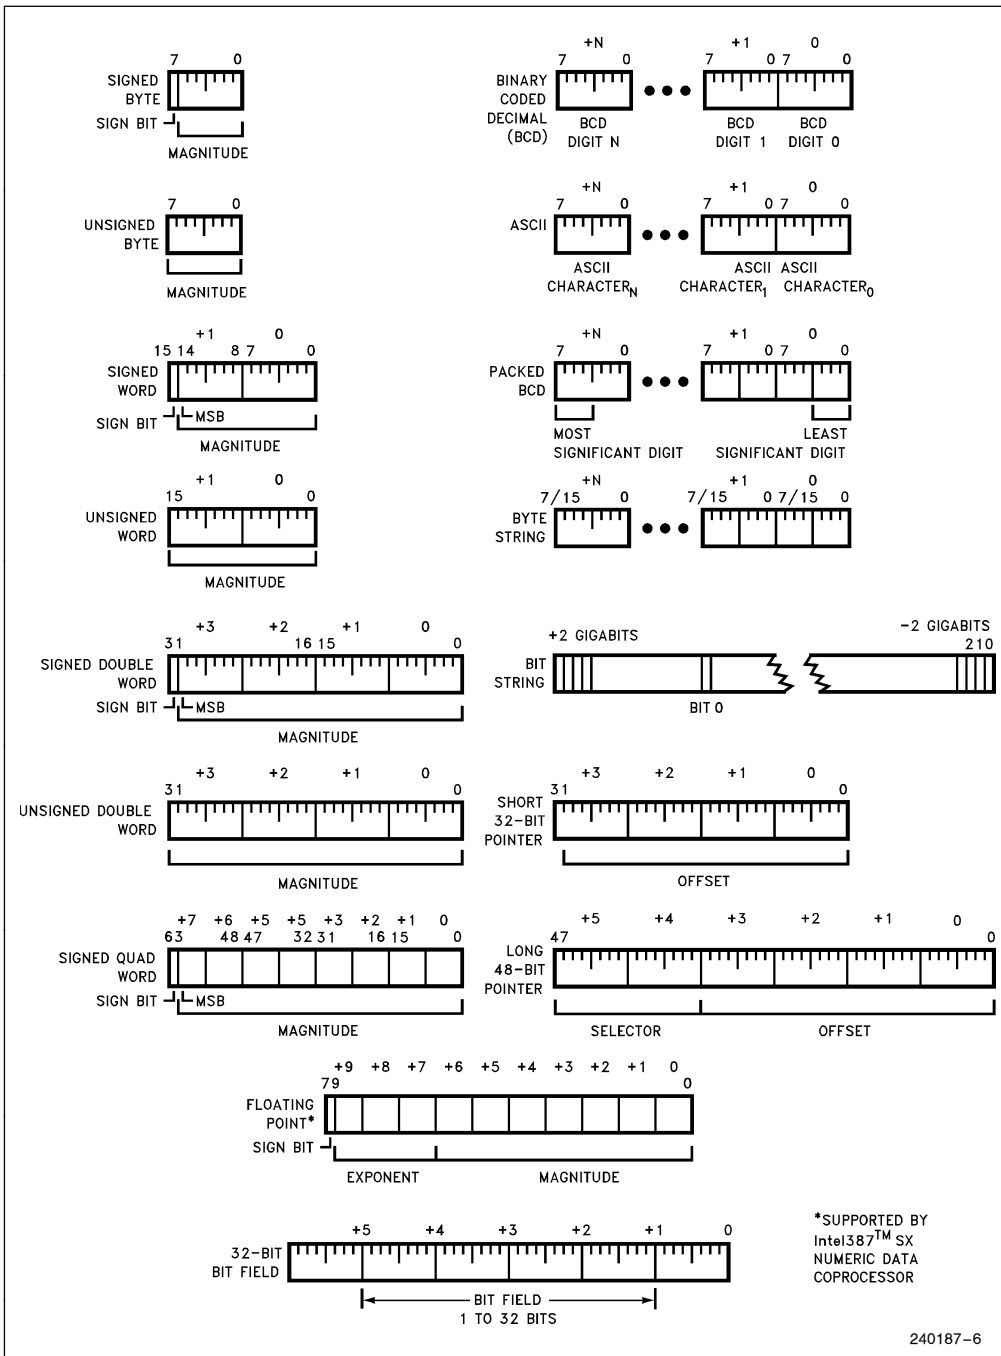 7 0
SIGNED
BYTE
SIGN BIT
MAGNITUDE
+N +1 0
7 0 7 0 7 0
BINARY
CODED
DECIMAL
(BCD)
BCD
DIGIT N
BCD
DIGIT 1
BCD
DIGIT 0
7 0
UNSIGNED
BYTE
MAGNITUDE
+N +1 0
7 0 7 0 7 0
ASCII
ASCII
CHARACTERN
ASCII
CHARACTER1
ASCII
CHARACTER0
+1 0
15 14 8 7 0
SIGNED
WORD
SIGN BIT MSB
MAGNITUDE
+N +1 0
7 0 7 0 7 0
PACKED
BCD
MOST
SIGNIFICANT DIGIT
LEAST
SIGNIFICANT DIGIT
+1 0
15 0
UNSIGNED
WORD
MAGNITUDE
+N +1 0
7/15 0 7/15 0 7/15 0
BYTE
STRING
+3 +2 +1 0
31 16 15 0
SIGNED DOUBLE
WORD
SIGN BIT MSB
MAGNITUDE
+2 GIGABITS -2 GIGABITS
210
BIT
STRING
BIT 0
+3 +2 +1 0
31 0
UNSIGNED DOUBLE
WORD
MAGNITUDE
+3 +2 +1 0
31 0
SHORT
32-BIT
POINTER
OFFSET
+7 +6 +5 +5 +3 +2 +1 0
63 48 47 32 31 16 15 0
SIGNED QUAD
WORD
SIGN BIT MSB
MAGNITUDE
+5 +4 +3 +2 +1 0
47 0
LONG
48-BIT
POINTER
SELECTOR OFFSET
+9 +8 +7 +6 +5 +4 +3 +2 +1 0
79 0
FLOATING
POINT*
SIGN BIT
EXPONENT MAGNITUDE
+5 +4 +3 +2 +1 0
32-BIT
BIT FIELD
BIT FIELD
1 TO 32 BITS
*SUPPORTED BY
Intel387TM SX
NUMERIC DATA
COPROCESSOR
240187-6